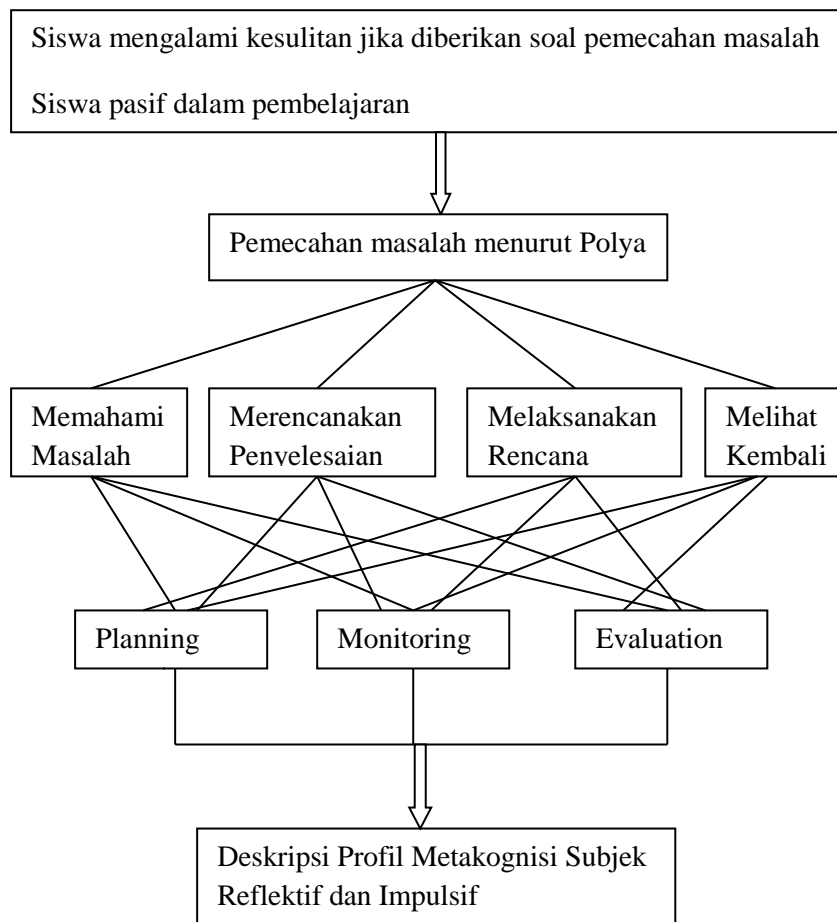 Siswa mengalami kesulitan jika diberikan soal pemecahan masalah
Siswa pasif dalam pembelajaran
Pemecahan masalah menurut Polya
Memahami
Masalah
Merencanakan
Penyelesaian
Melaksanakan
Rencana
Melihat
Kembali
Planning
Monitoring
Evaluation
Deskripsi Profil Metakognisi Subjek
Reflektif dan Impulsif